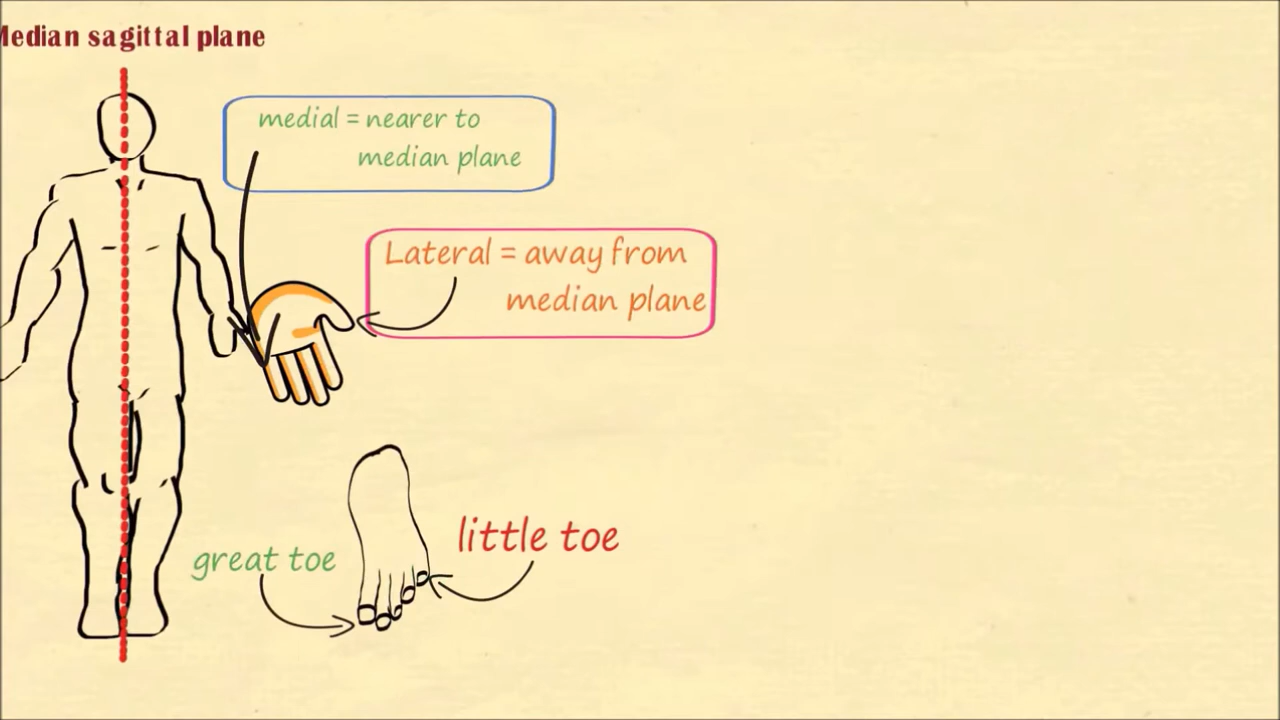 Median sagittal plane
medial = nearer to
median plane
Lateral = away from
median plane
little toe
great toe